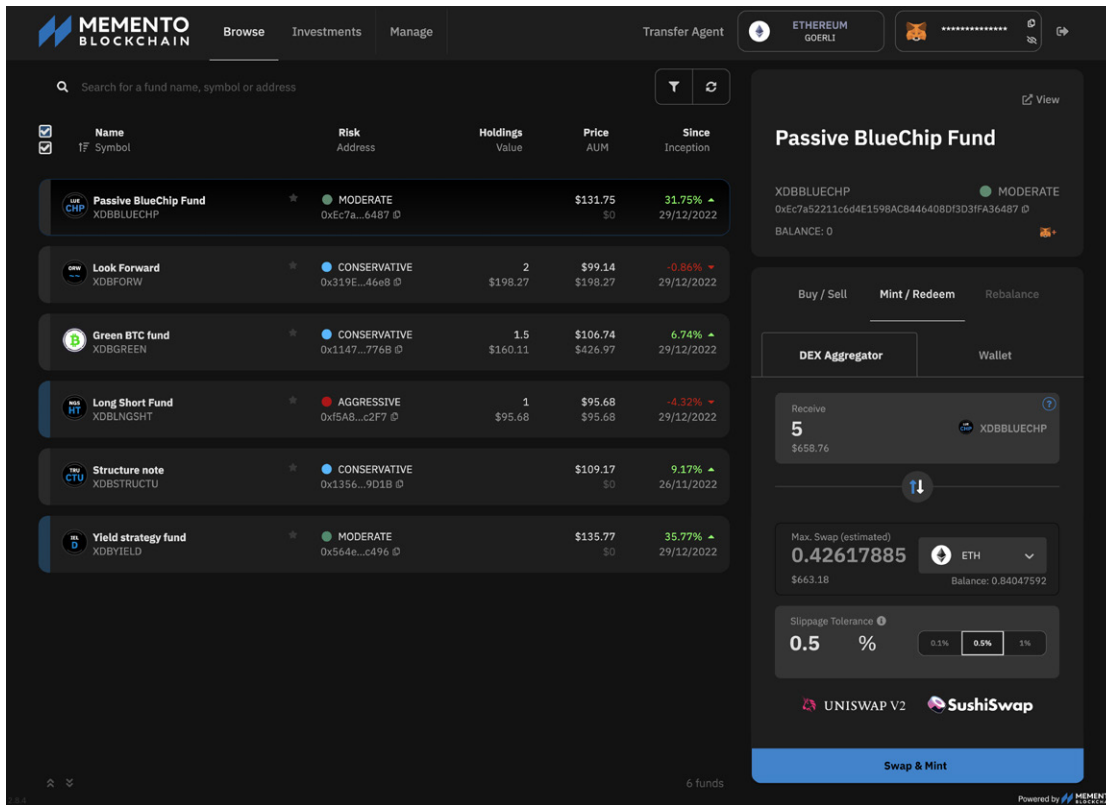 MEMENTO
BLOCKCHAIN
Browse
Investments
Manage
Transfer Agent
ETHEREUM
GOERLI
**************
Search for a fund name, symbol or address
Name
Symbol
Risk
Address
Holdings
Value
Price
AUM
Since
Inception
Passive BlueChip Fund
XDBBLUECHP
MODERATE
0xEc7a...6487
$131.75
$0
31.75%
29/12/2022
Look Forward
XDBFORW
CONSERVATIVE
0x319E...46e8
2
$198.27
$99.14
$198.27
-0.86%
29/12/2022
Green BTC fund
XDBGREEN
CONSERVATIVE
0x1147...776B
1.5
$160.11
$106.74
$426.97
6.74%
29/12/2022
Long Short Fund
XDBLNGSHT
AGGRESSIVE
0xf5A8...c2F7
1
$95.68
$95.68
$95.68
-4.32%
29/12/2022
Structure note
XDBSTRUCTU
CONSERVATIVE
0x1356...9D1B
$109.17
$0
9.17%
26/11/2022
Yield strategy fund
XDBYIELD
MODERATE
0x564e...c496
$135.77
$0
35.77%
29/12/2022
6 funds
View
Passive BlueChip Fund
XDBBLUECHP
MODERATE
0xEc7a52211c6d4E1598AC8446408Df3D3fFA36487
BALANCE: 0
Buy / Sell
Mint / Redeem
Rebalance
DEX Aggregator
Wallet
Receive
5
$658.76
XDBBLUECHP
Max. Swap (estimated)
0.42617885
ETH
$663.18
Balance: 0.84047592
Slippage Tolerance
0.5 %
0.1%
0.5%
1%
UNISWAP V2
SushiSwap
Swap & Mint
Powered by